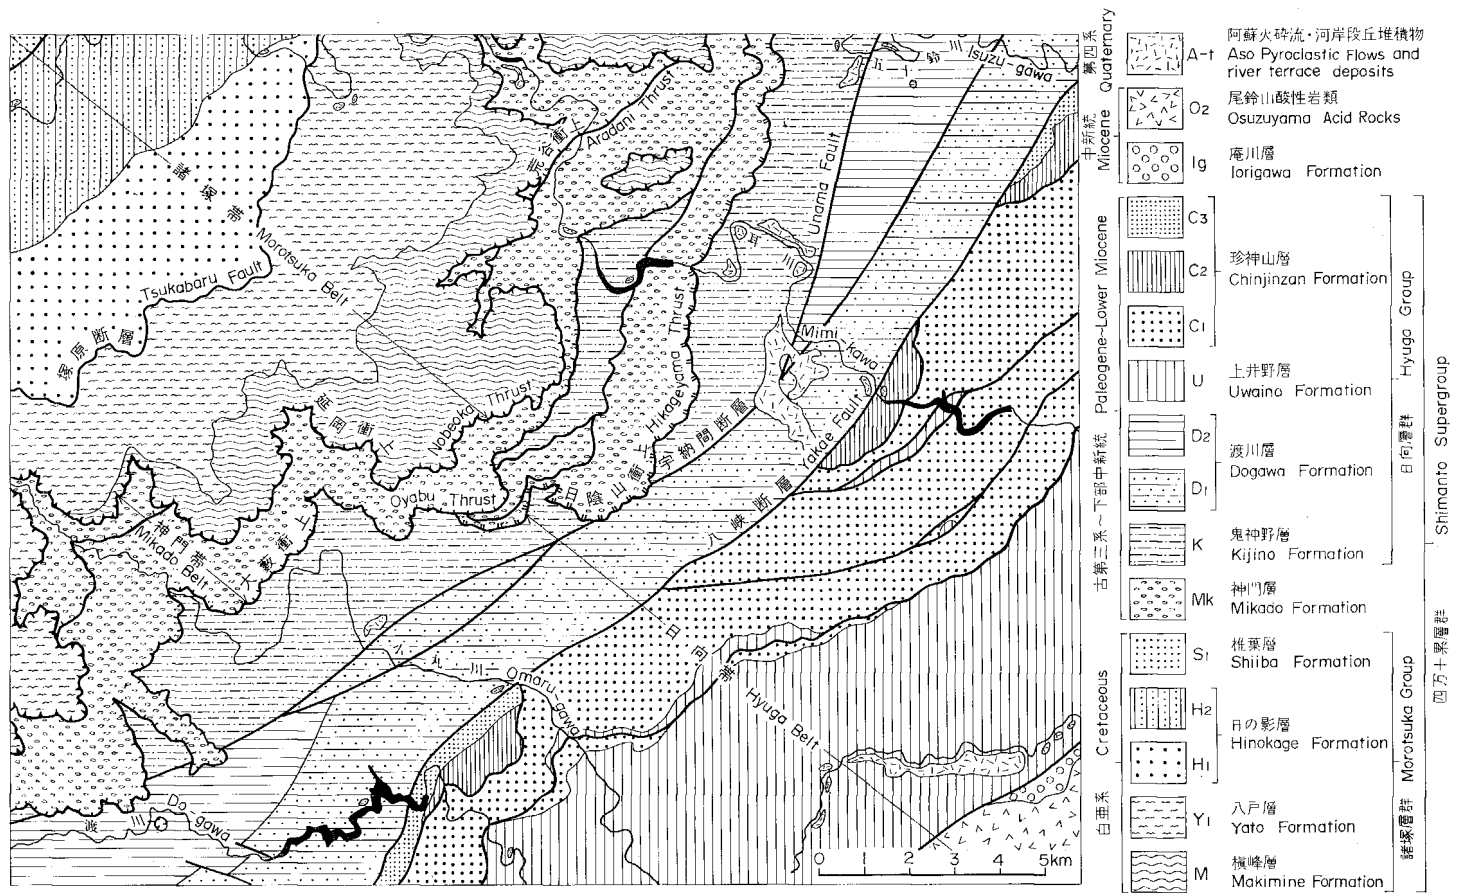 諸塚帯
Morotsuka Belt
Tsukabaru Fault
塚原断層
荒谷衝上
Aradani Thrust
Unama Fault
五十鈴川
Isuzu-gawa
耳川
Mimi-kawa
延岡衝上
Nobeoka Thrust
Oyabu Thrust
大薮衝上
Hikageyama Thrust
日陰山衝上
宇納間断層
Takae Fault
八峡断層
神門帯
Mikado Belt
小丸川
Omaru-gawa
日向帯
Hyuga Belt
渡川
Do gawa
0 1 2 3 4 5km
第四系
Quaternary
中新統
Miocene
古第三系~下部中新統
Paleogene~Lower Miocene
白亜系
Cretaceous
A-t
阿蘇火砕流・河岸段丘堆積物
Aso Pyroclastic Flows and
river terrace deposits
O2
尾鈴山酸性岩類
Osuzuyama Acid Rocks
Ig
庵川層
Iorigawa Formation
C3
C2
珍神山層
Chinjinzan Formation
C1
U
上井野層
Uwaino Formation
D2
渡川層
Dogawa Formation
D1
K
鬼神野層
Kijino Formation
Mk
神門層
Mikado Formation
S1
椎葉層
Shiiba Formation
H2
日の影層
Hinokage Formation
H1
Y1
八戸層
Yato Formation
M
槇峰層
Makimine Formation
日向層群
Hyuga Group
諸塚層群
Morotsuka Group
四万十累層群
Shimanto Supergroup